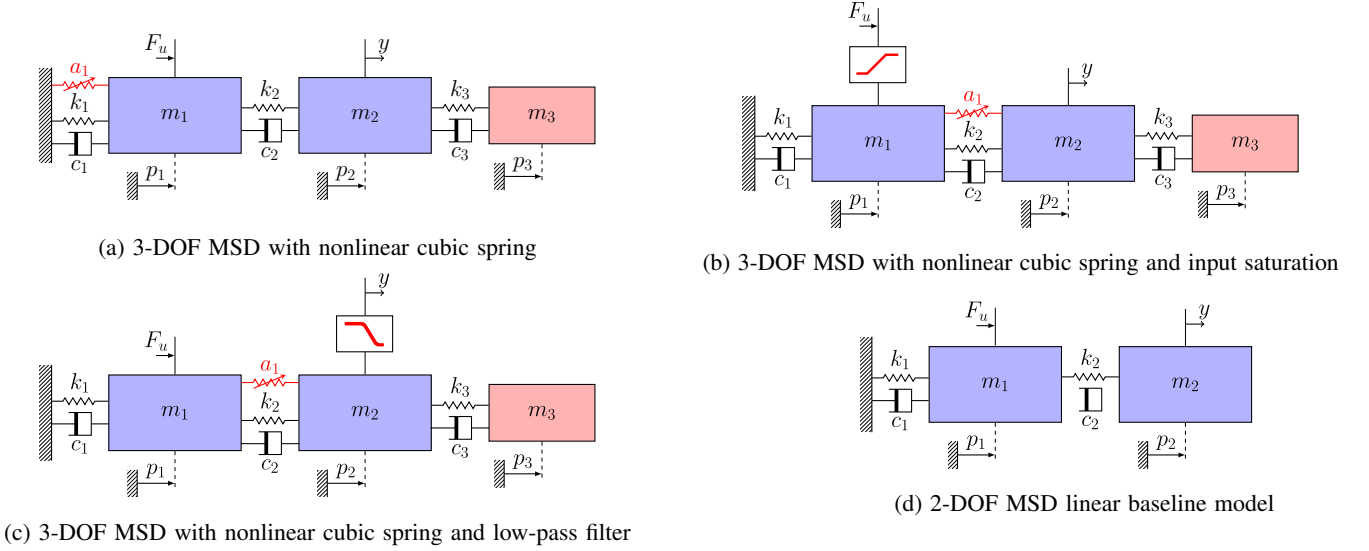 F_u
y
a_1
k_1
c_1
m_1
k_2
c_2
m_2
k_3
c_3
m_3
p_1
p_2
p_3
(a) 3-DOF MSD with nonlinear cubic spring
F_u
y
k_1
c_1
m_1
a_1
k_2
c_2
m_2
k_3
c_3
m_3
p_1
p_2
p_3
(b) 3-DOF MSD with nonlinear cubic spring and input saturation
y
F_u
k_1
c_1
m_1
a_1
k_2
c_2
m_2
k_3
c_3
m_3
p_1
p_2
p_3
(c) 3-DOF MSD with nonlinear cubic spring and low-pass filter
F_u
y
k_1
c_1
m_1
k_2
c_2
m_2
p_1
p_2
(d) 2-DOF MSD linear baseline model